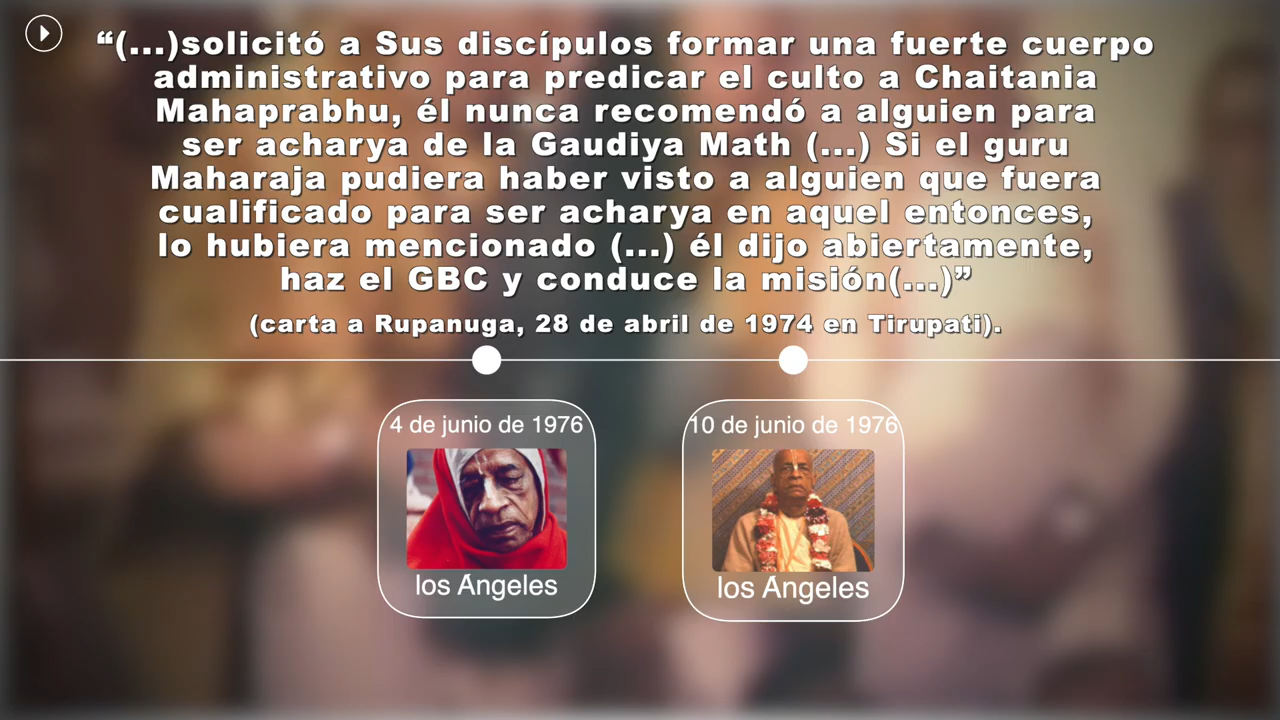 “(...)solicitó a Sus discípulos formar una fuerte cuerpo
administrativo para predicar el culto a Chaitania
Mahaprabhu, él nunca recomendó a alguien para
ser acharya de la Gaudiya Math (...) Si el guru
Maharaja pudiera haber visto a alguien que fuera
cualificado para ser acharya en aquel entonces,
lo hubiera mencionado (...) él dijo abiertamente,
haz el GBC y conduce la misión(...)”
(carta a Rupanuga, 28 de abril de 1974 en Tirupati).
4 de junio de 1976
los Ángeles
10 de junio de 1976
los Ángeles